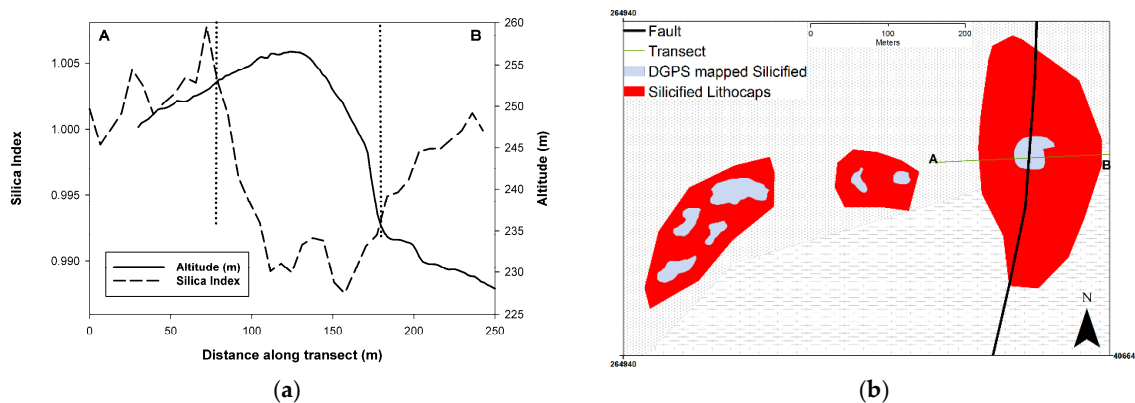 A
B
1.005
1.000
0.995
0.990
Silica Index
260
255
250
245
240
235
230
225
Altitude (m)
Altitude (m)
Silica Index
0
50
100
150
200
250
Distance along transect (m)
(a)
264940
0 100 200
Meters
Fault
Transect
DGPS mapped Silicified
Silicified Lithocaps
A
B
N
264940
40664
(b)